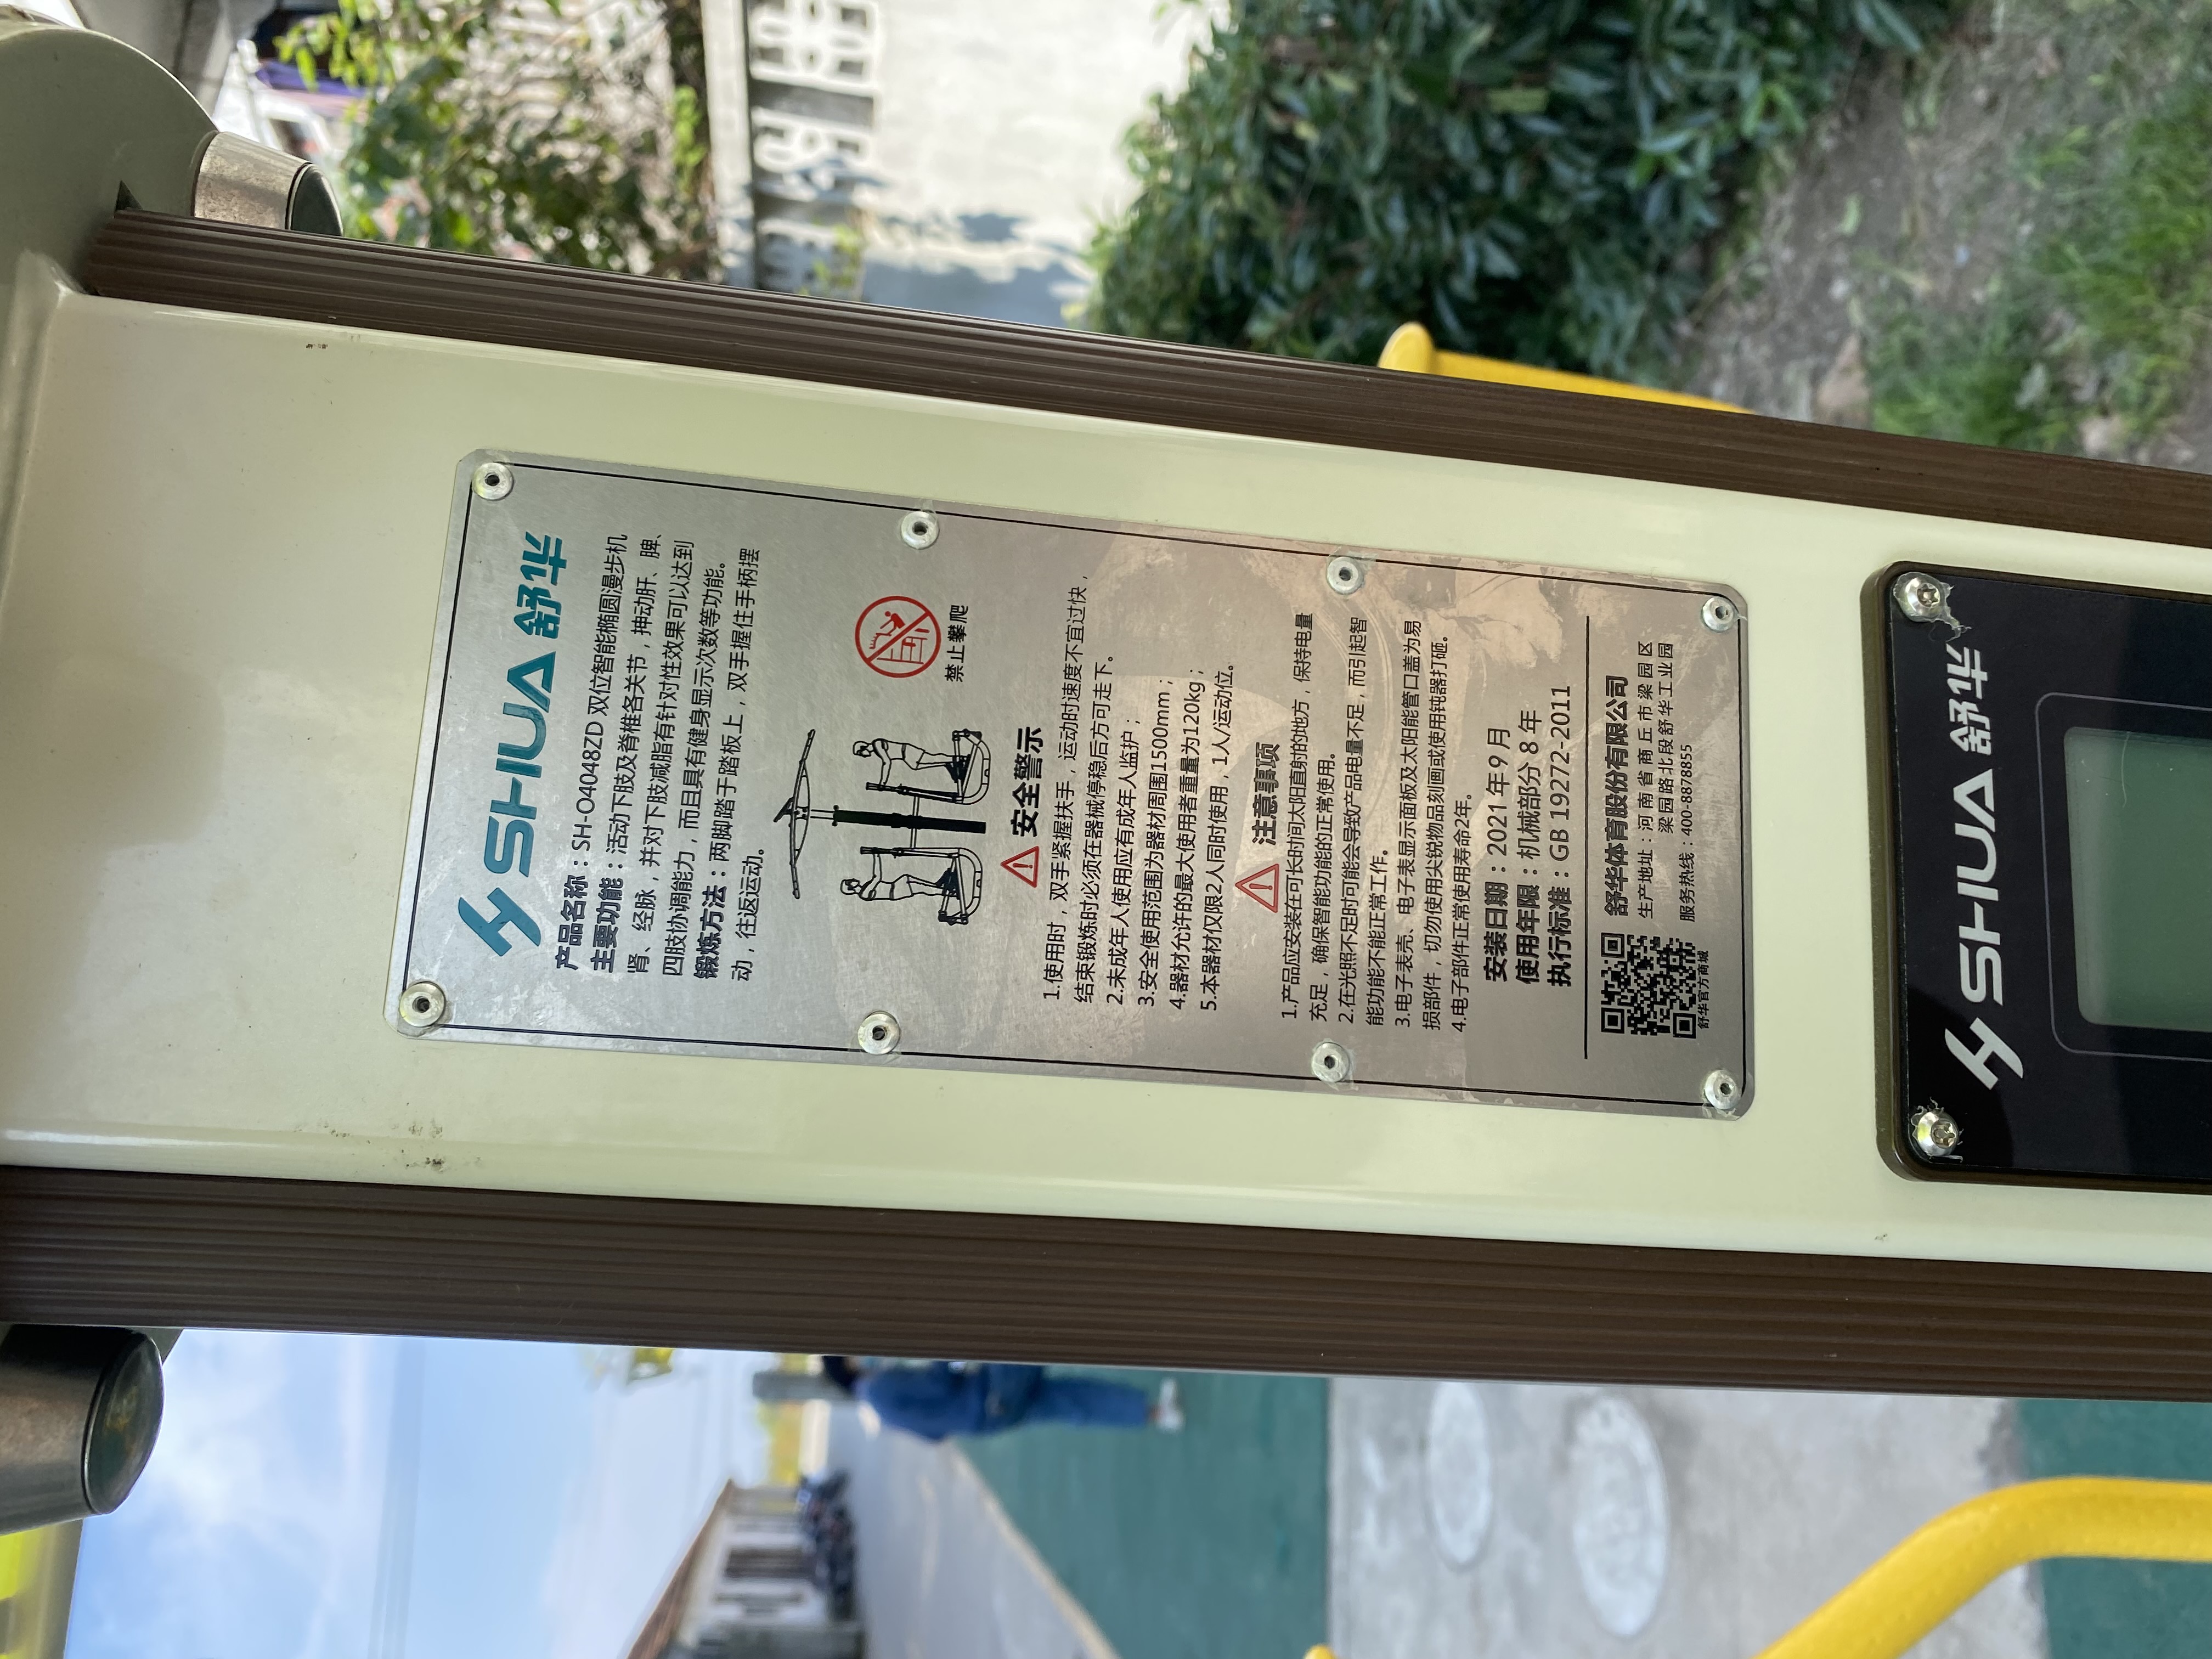 SHUA 舒华
产品名称：SH-O4048ZD 双位智能椭圆漫步机
主要功能：活动下肢及脊椎各关节，抻动肝、脾、
肾、经脉，并对下肢减脂有针对性效果可以达到
四肢协调能力，而且具有健身显示次数等功能。
锻炼方法：两脚踏于踏板上，双手握住手柄摆
动，往返运动。
禁止攀爬
安全警示
1.使用时，双手紧握扶手，运动时速度不宜过快，
结束锻炼时必须在器械停稳后方可走下。
2.未成年人使用应有成年人监护；
3.安全使用范围为器材周围1500mm；
4.器材允许的最大使用者重量为120kg；
5.本器材仅限2人同时使用，1人/运动位。
注意事项
1.产品应安装在可长时间太阳直射的地方，保持电量
充足，确保智能功能的正常使用。
2.在光照不足时可能会导致产品电量不足，而引起智
能功能不能正常工作。
3.电子表壳、电子表显示面板及太阳能管口盖为易
损部件，切勿使用尖锐物品刻画或使用钝器打砸。
4.电子部件正常使用寿命2年。
安装日期：2021 年 9 月
使用年限：机械部分 8 年
执行标准：GB 19272-2011
舒华体育股份有限公司
生产地址：河南省商丘市梁园区
梁园路北段舒华工业园
服务热线：400-8878855
舒华官方商城
SHUA 舒华